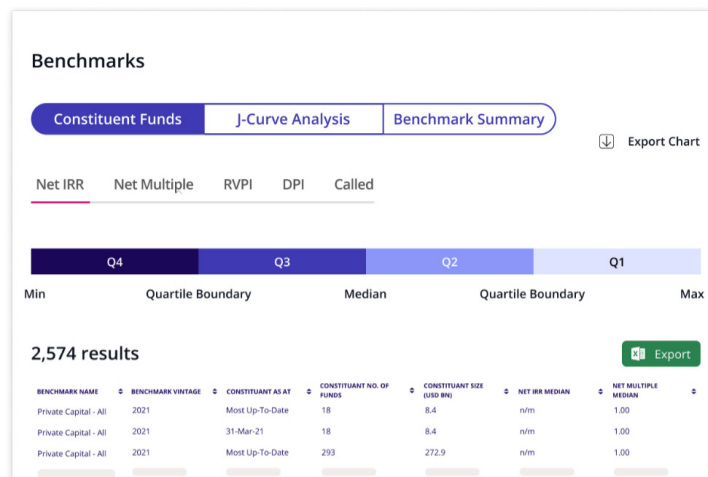 Benchmarks
Constituent Funds J-Curve Analysis Benchmark Summary
Export Chart
Net IRR Net Multiple RVPI DPI Called
Q4 Q3 Q2 Q1
Min Quartile Boundary Median Quartile Boundary Max
2,574 results
Export
BENCHMARK NAME BENCHMARK VINTAGE CONSTITUANT AS AT CONSTITUANT NO. OF FUNDS CONSTITUANT SIZE (USD BN) NET IRR MEDIAN NET MULTIPLE MEDIAN
Private Capital - All 2021 Most Up-To-Date 18 8.4 n/m 1.00
Private Capital - All 2021 31-Mar-21 18 8.4 n/m 1.00
Private Capital - All 2021 Most Up-To-Date 293 272.9 n/m 1.00